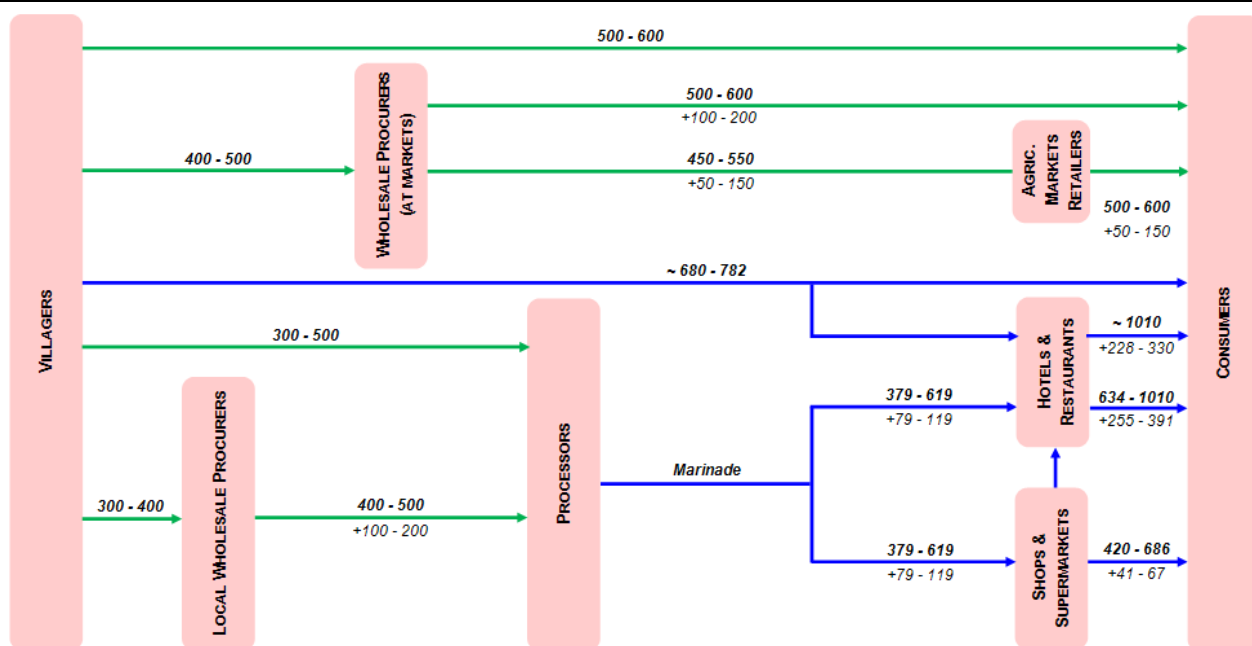 VILLAGERS
500 - 600
WHOLESALE PROCURERS
(AT MARKETS)
400 - 500
500 - 600
+100 - 200
450 - 550
+50 - 150
AGRIC.
MARKETS
RETAILERS
500 - 600
+50 - 150
~ 680 - 782
300 - 500
LOCAL WHOLESALE PROCURERS
300 - 400
400 - 500
+100 - 200
PROCESSORS
Marinade
379 - 619
+79 - 119
379 - 619
+79 - 119
HOTELS &
RESTAURANTS
~ 1010
+228 - 330
634 - 1010
+255 - 391
SHOPS &
SUPERMARKETS
420 - 686
+41 - 67
CONSUMERS